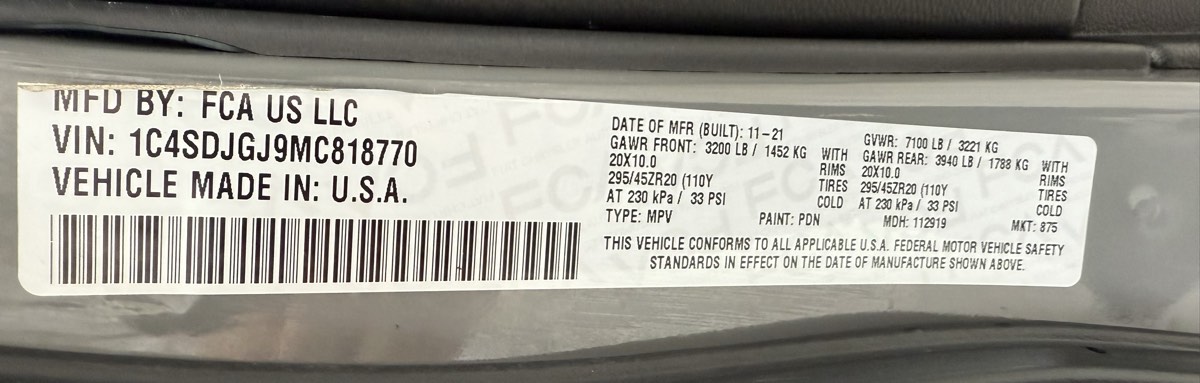 MFD BY: FCA US LLC
VIN: 1C4SDJGJ9MC818770
VEHICLE MADE IN: U.S.A.
DATE OF MFR (BUILT): 11-21
GAWR FRONT: 3200 LB / 1452 KG WITH
20X10.0 RIMS
295/45ZR20 (110Y TIRES
AT 230 kPa / 33 PSI COLD
TYPE: MPV PAINT: PDN
GVWR: 7100 LB / 3221 KG
GAWR REAR: 3940 LB / 1788 KG WITH
20X10.0 RIMS
295/45ZR20 (110Y TIRES
AT 230 kPa / 33 PSI COLD
MDH: 112919 MKT: 875
THIS VEHICLE CONFORMS TO ALL APPLICABLE U.S.A. FEDERAL MOTOR VEHICLE SAFETY
STANDARDS IN EFFECT ON THE DATE OF MANUFACTURE SHOWN ABOVE.